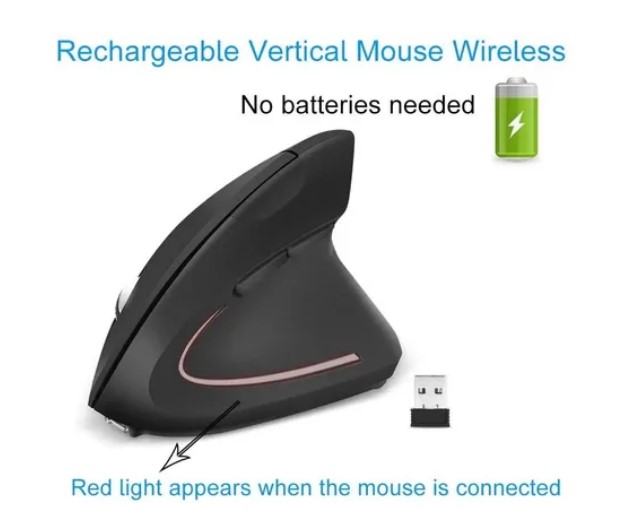 Rechargeable Vertical Mouse Wireless
No batteries needed
Red light appears when the mouse is connected